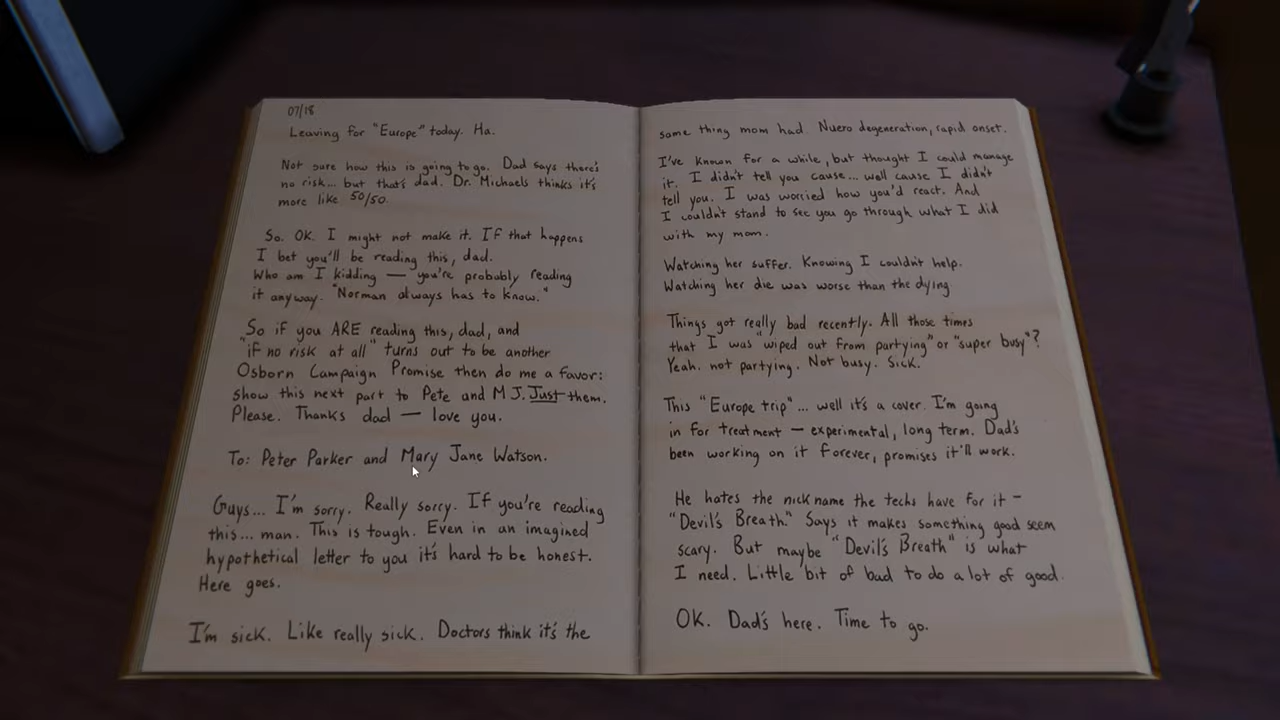 07/18
Leaving for "Europe" today. Ha.
Not sure how this is going to go. Dad says there's
no risk... but that's dad. Dr. Michaels thinks it's
more like 50/50.
So. OK. I might not make it. If that happens
I bet you'll be reading this, dad.
Who am I kidding — you're probably reading
it anyway. "Norman always has to know."
So if you ARE reading this, dad, and
"if no risk at all" turns out to be another
Osborn Campaign Promise then do me a favor:
show this next part to Pete and MJ. Just them.
Please. Thanks dad — love you.
To: Peter Parker and Mary Jane Watson.
Guys... I'm sorry. Really sorry. If you're reading
this... man. This is tough. Even in an imagined
hypothetical letter to you it's hard to be honest.
Here goes.
I'm sick. Like really sick. Doctors think it's the
same thing mom had. Nuero degeneration, rapid onset.
I've known for a while, but thought I could manage
it. I didn't tell you cause... well cause I didn't
tell you. I was worried how you'd react. And
I couldn't stand to see you go through what I did
with my mom.
Watching her suffer. Knowing I couldn't help.
Watching her die was worse than the dying
Things got really bad recently. All those times
that I was "wiped out from partying" or "super busy"?
Yeah. not partying. Not busy. Sick.
This "Europe trip"... well it's a cover. I'm going
in for treatment — experimental, long term. Dad's
been working on it forever, promises it'll work.
He hates the nickname the techs have for it -
"Devil's Breath." Says it makes something good seem
scary. But maybe "Devil's Breath" is what
I need. Little bit of bad to do a lot of good.
OK. Dad's here. Time to go.